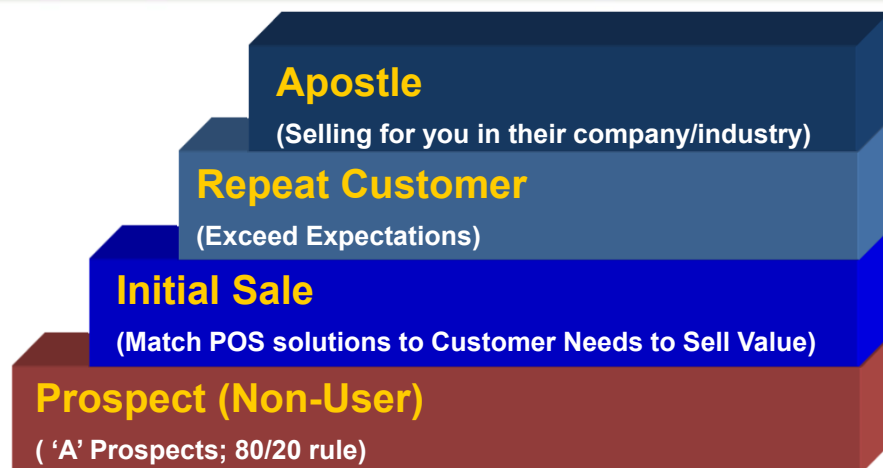 Apostle
(Selling for you in their company/industry)
Repeat Customer
(Exceed Expectations)
Initial Sale
(Match POS solutions to Customer Needs to Sell Value)
Prospect (Non-User)
( ‘A’ Prospects; 80/20 rule)